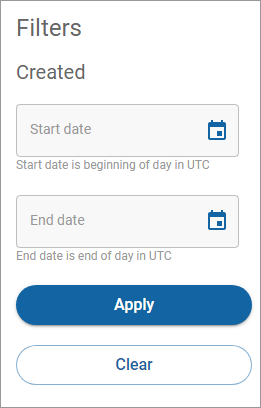 Filters
Created
Start date
Start date is beginning of day in UTC
End date
End date is end of day in UTC
Apply
Clear